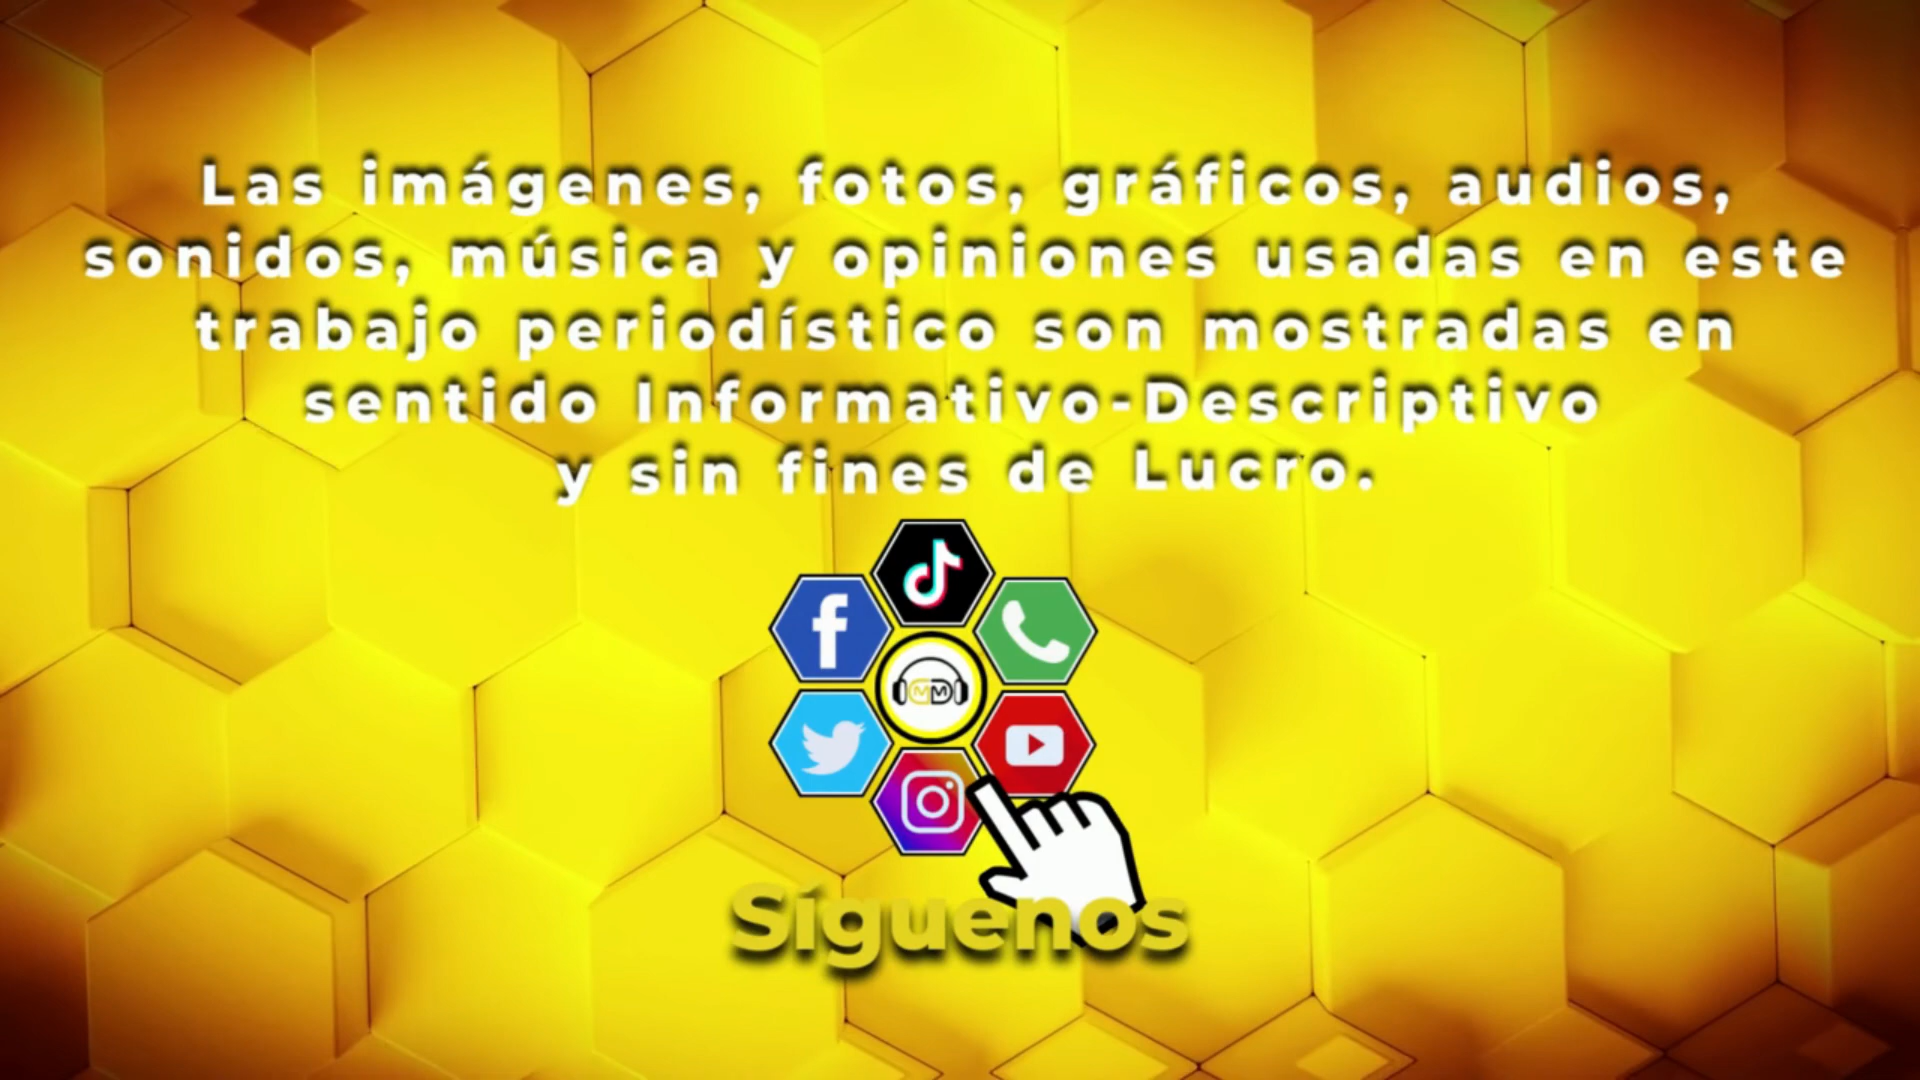 Las imágenes, fotos, gráficos, audios,
sonidos, música y opiniones usadas en este
trabajo periodístico son mostradas en
sentido Informativo-Descriptivo
y sin fines de Lucro.
MM
Síguenos